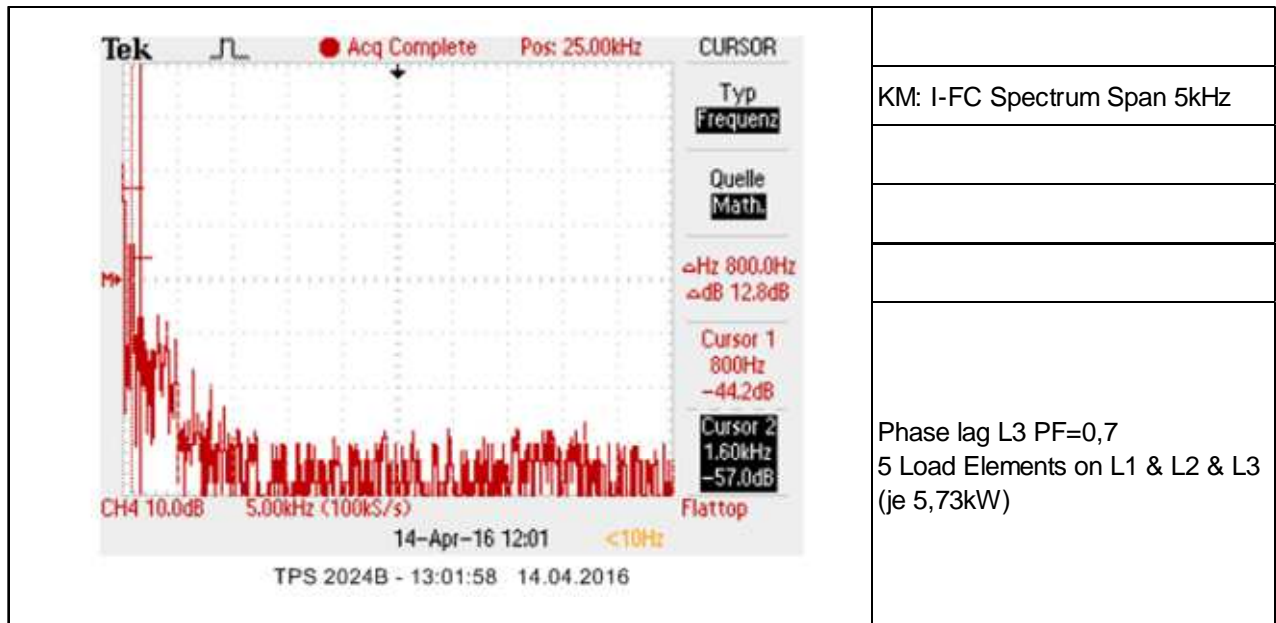 Tek Acq Complete Pos: 25.00kHz CURSOR
Typ
Frequenz
Quelle
Math.
M
△Hz 800.0Hz
△dB 12.8dB
Cursor 1
800Hz
−44.2dB
Cursor 2
1.60kHz
−57.0dB
CH4 10.0dB 5.00kHz (100kS/s) Flattop
14-Apr-16 12:01 <10Hz
TPS 2024B - 13:01:58 14.04.2016
KM: I-FC Spectrum Span 5kHz
Phase lag L3 PF=0,7
5 Load Elements on L1 & L2 & L3
(je 5,73kW)